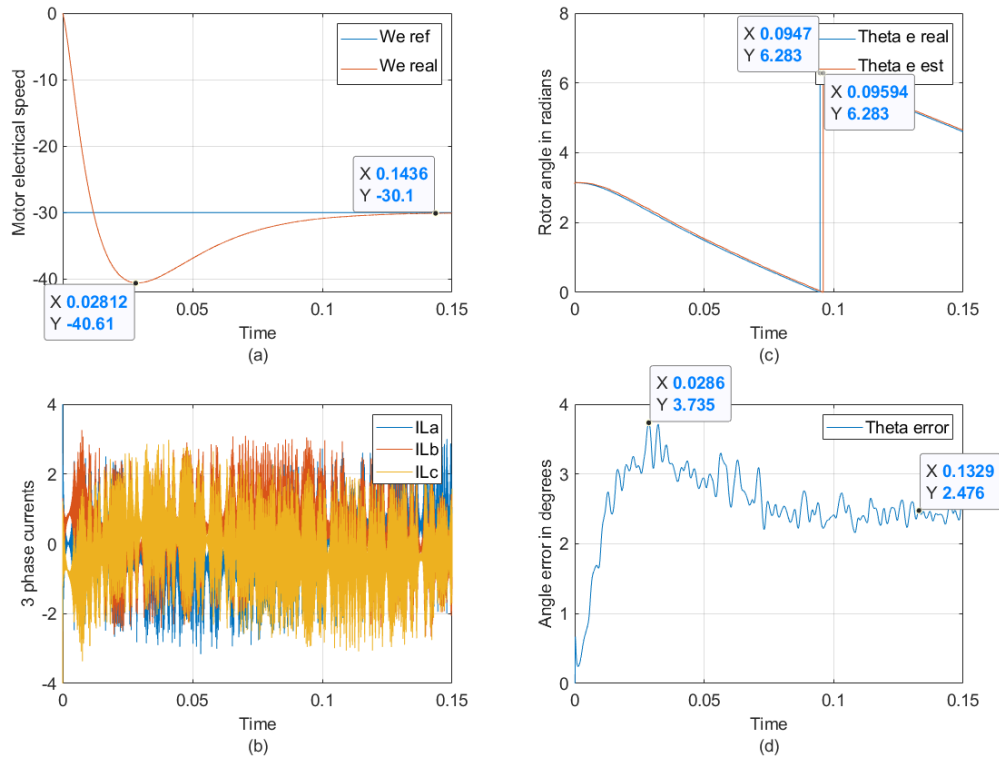 Motor electrical speed
0
-10
-20
-30
-40
We ref
We real
X 0.1436
Y -30.1
X 0.02812
Y -40.61
0
0.05
0.1
0.15
Time
(a)
Rotor angle in radians
8
6
4
2
0
X 0.0947
Y 6.283
Theta e real
Theta e est
X 0.09594
Y 6.283
0
0.05
0.1
0.15
Time
(c)
3 phase currents
4
2
0
-2
-4
ILa
ILb
ILc
0
0.05
0.1
0.15
Time
(b)
Angle error in degrees
4
3
2
1
0
X 0.0286
Y 3.735
Theta error
X 0.1329
Y 2.476
0
0.05
0.1
0.15
Time
(d)